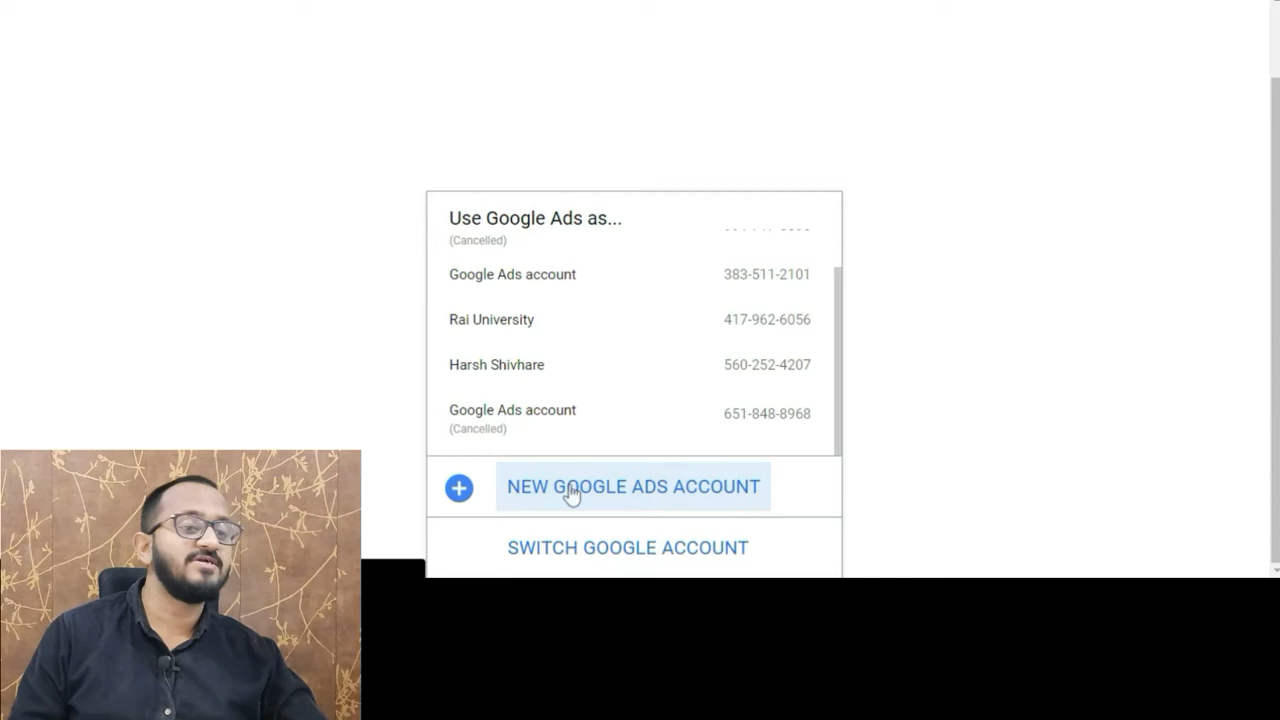 Use Google Ads as...
(Cancelled)
Google Ads account 383-511-2101
Rai University 417-962-6056
Harsh Shivhare 560-252-4207
Google Ads account 651-848-8968
(Cancelled)
NEW GOOGLE ADS ACCOUNT
SWITCH GOOGLE ACCOUNT